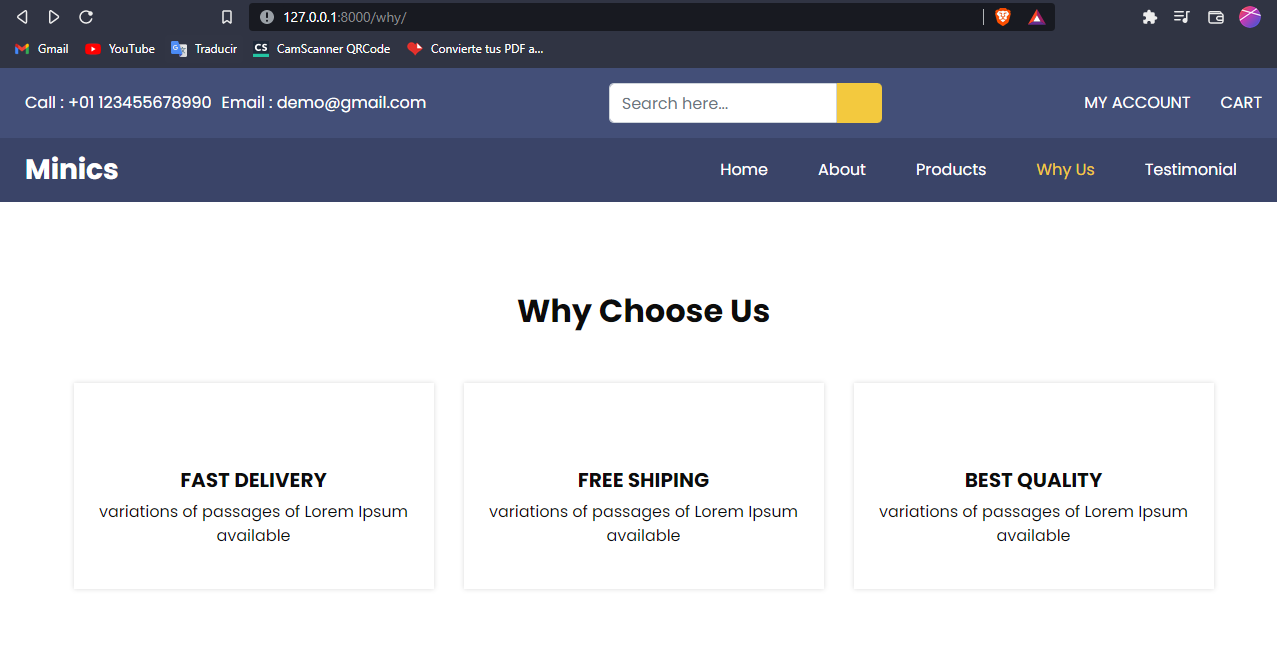 127.0.0.1:8000/why/
Gmail YouTube Traducir CS CamScanner QRCode Convierte tus PDF a...
Call : +01 123455678990 Email : demo@gmail.com Search here... MY ACCOUNT CART
Minics Home About Products Why Us Testimonial
Why Choose Us
FAST DELIVERY
variations of passages of Lorem Ipsum
available
FREE SHIPING
variations of passages of Lorem Ipsum
available
BEST QUALITY
variations of passages of Lorem Ipsum
available